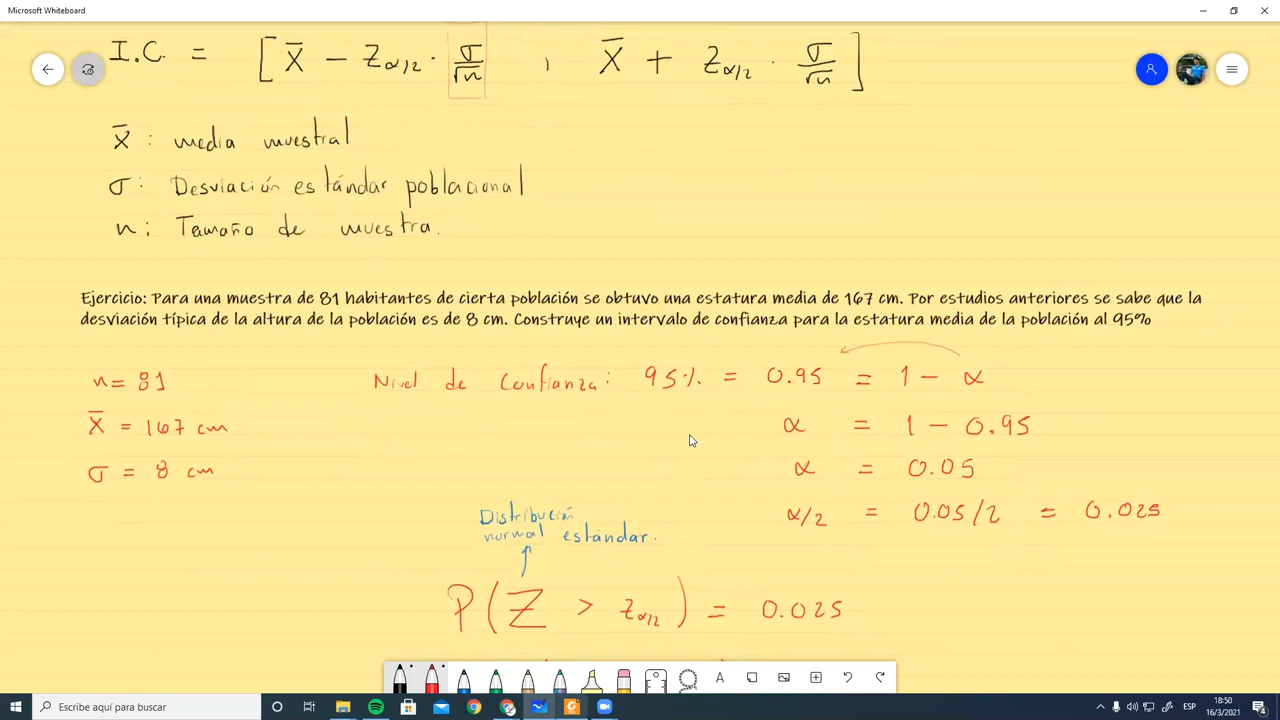 Microsoft Whiteboard
I.C. = [X̄ - Z α/2 · σ/√n , X̄ + Z α/2 · σ/√n]
X̄ : media muestral
σ : Desviación estándar poblacional
n : Tamaño de muestra.
Ejercicio: Para una muestra de 81 habitantes de cierta población se obtuvo una estatura media de 167 cm. Por estudios anteriores se sabe que la
desviación típica de la altura de la población es de 8 cm. Construye un intervalo de confianza para la estatura media de la población al 95%
n = 81
X̄ = 167 cm
σ = 8 cm
Nivel de Confianza: 95% = 0.95 = 1 - α
α = 1 - 0.95
α = 0.05
α/2 = 0.05/2 = 0.025
Distribución
normal estándar.
P(Z > z α/2) = 0.025
A
Escribe aquí para buscar
ESP
18:50
16/3/2021